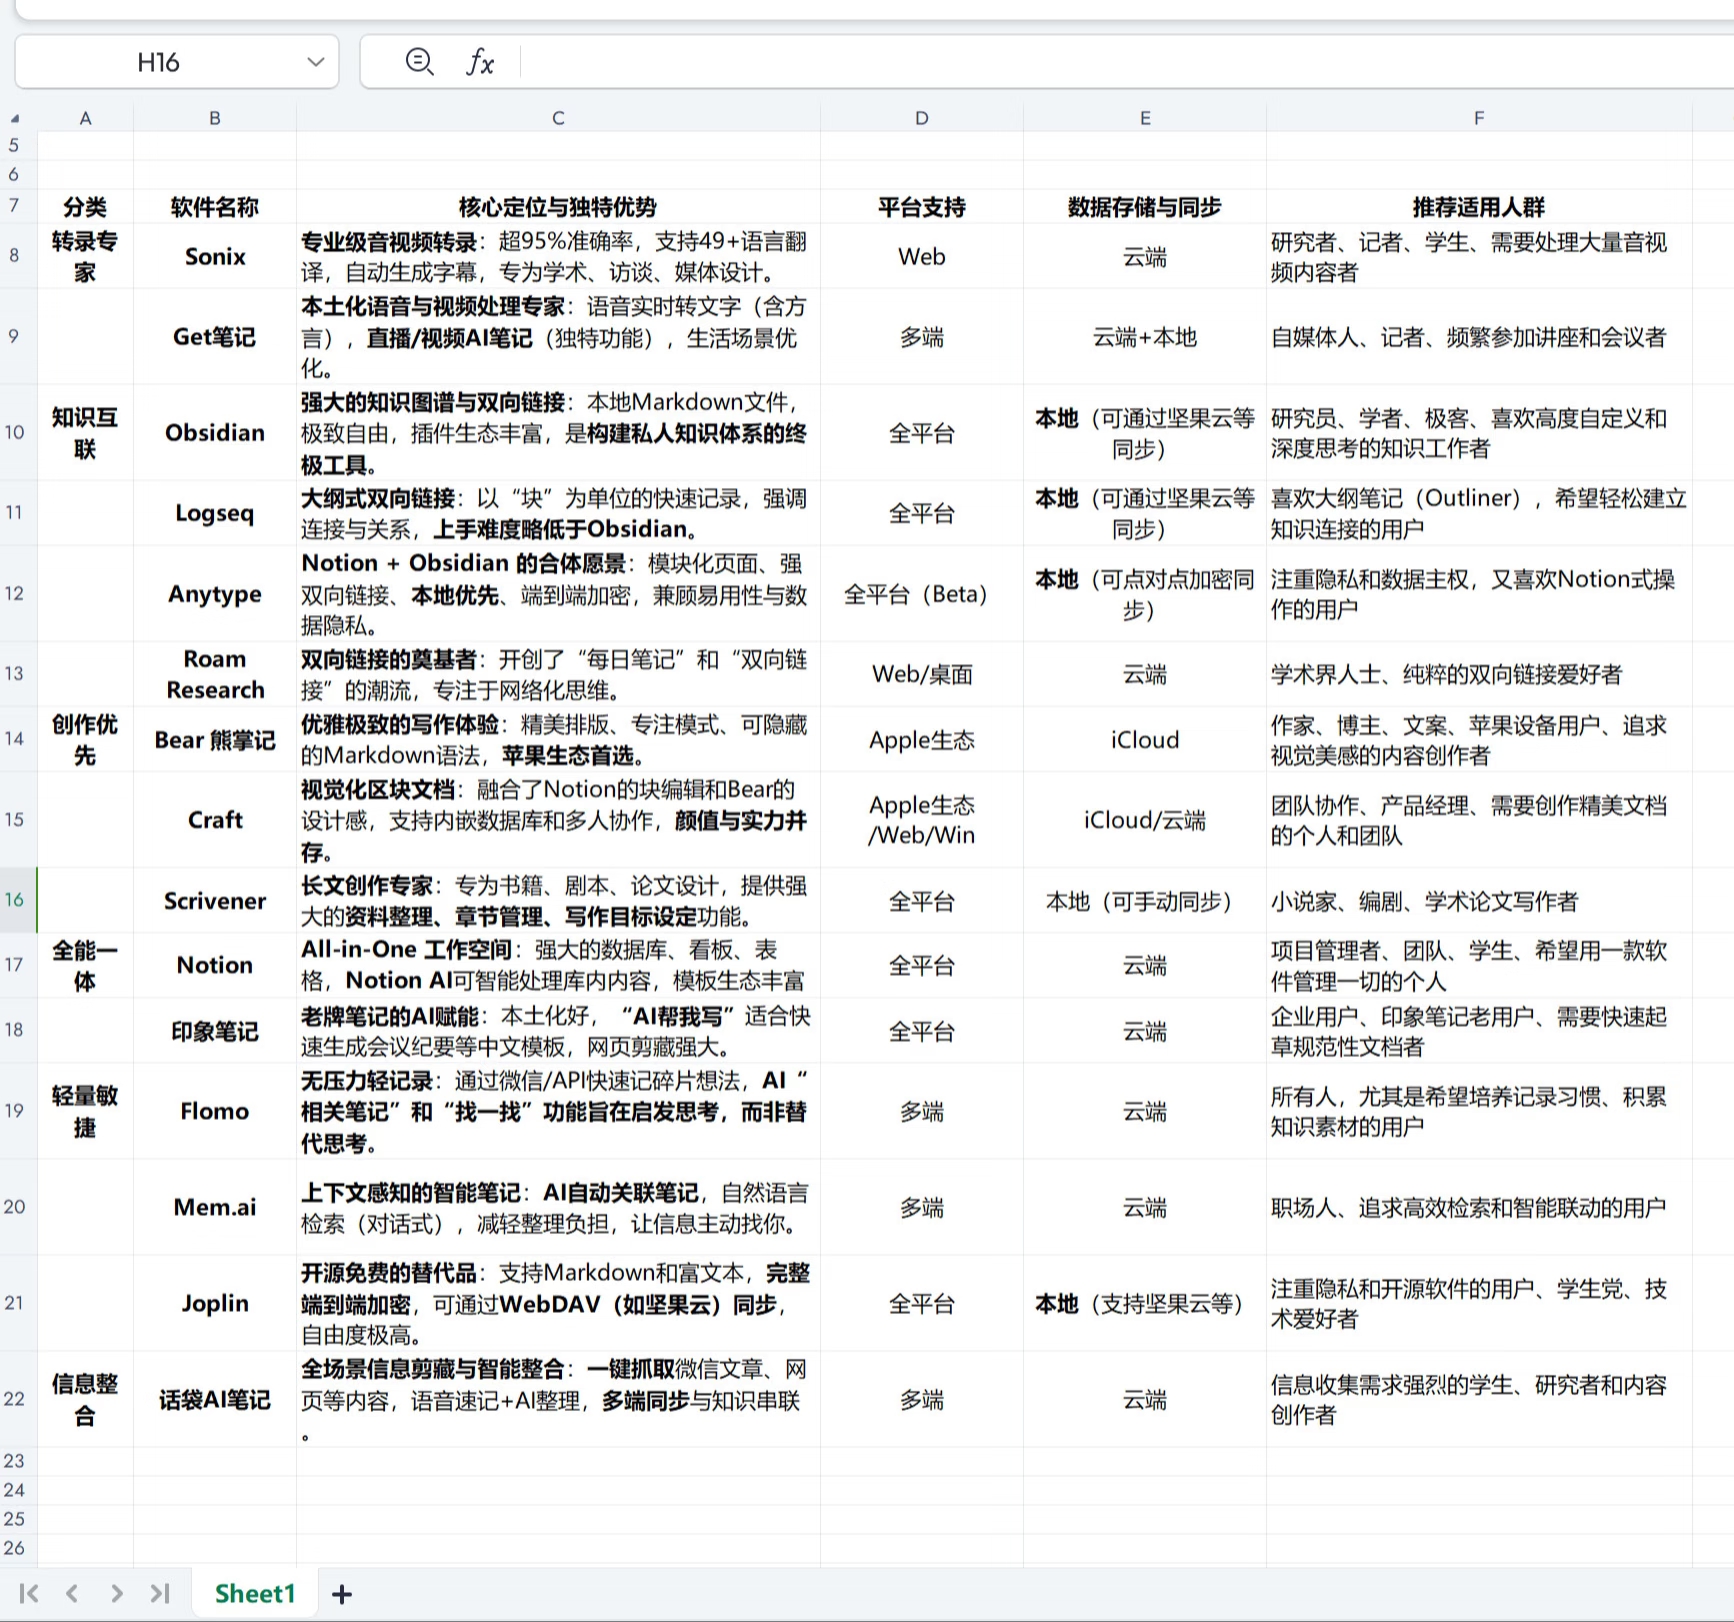 H16
fx
A B C D E F
5
6
7 分类 软件名称 核心定位与独特优势 平台支持 数据存储与同步 推荐适用人群
8
转录专
家
Sonix
专业级音视频转录：超95%准确率，支持49+语言翻
译，自动生成字幕，专为学术、访谈、媒体设计。
Web
云端
研究者、记者、学生、需要处理大量音视
频内容者
9
Get笔记
本土化语音与视频处理专家：语音实时转文字（含方
言），直播/视频AI笔记（独特功能），生活场景优
化。
多端
云端+本地
自媒体人、记者、频繁参加讲座和会议者
10
知识互
联
Obsidian
强大的知识图谱与双向链接：本地Markdown文件，
极致自由，插件生态丰富，是构建私人知识体系的终
极工具。
全平台
本地（可通过坚果云等
同步）
研究员、学者、极客、喜欢高度自定义和
深度思考的知识工作者
11
Logseq
大纲式双向链接：以“块”为单位的快速记录，强调
连接与关系，上手难度略低于Obsidian。
全平台
本地（可通过坚果云等
同步）
喜欢大纲笔记（Outliner），希望轻松建立
知识连接的用户
12
Anytype
Notion + Obsidian 的合体愿景：模块化页面、强
双向链接、本地优先、端到端加密，兼顾易用性与数
据隐私。
全平台（Beta）
本地（可点对点加密同
步）
注重隐私和数据主权，又喜欢Notion式操
作的用户
13
Roam
Research
双向链接的奠基者：开创了“每日笔记”和“双向链
接”的潮流，专注于网络化思维。
Web/桌面
云端
学术界人士、纯粹的双向链接爱好者
14
创作优
先
Bear 熊掌记
优雅极致的写作体验：精美排版、专注模式、可隐藏
的Markdown语法，苹果生态首选。
Apple生态
iCloud
作家、博主、文案、苹果设备用户、追求
视觉美感的内容创作者
15
Craft
视觉化区块文档：融合了Notion的块编辑和Bear的
设计感，支持内嵌数据库和多人协作，颜值与实力并
存。
Apple生态
/Web/Win
iCloud/云端
团队协作、产品经理、需要创作精美文档
的个人和团队
16
Scrivener
长文创作专家：专为书籍、剧本、论文设计，提供强
大的资料整理、章节管理、写作目标设定功能。
全平台
本地（可手动同步）
小说家、编剧、学术论文写作者
17
全能一
体
Notion
All-in-One 工作空间：强大的数据库、看板、表
格，Notion AI可智能处理库内内容，模板生态丰富
全平台
云端
项目管理者、团队、学生、希望用一款软
件管理一切的个人
18
印象笔记
老牌笔记的AI赋能：本土化好，“AI帮我写”适合快
速生成会议纪要等中文模板，网页剪藏强大。
全平台
云端
企业用户、印象笔记老用户、需要快速起
草规范性文档者
19
轻量敏
捷
Flomo
无压力轻记录：通过微信/API快速记碎片想法，AI“
相关笔记”和“找一找”功能旨在启发思考，而非替
代思考。
多端
云端
所有人，尤其是希望培养记录习惯、积累
知识素材的用户
20
Mem.ai
上下文感知的智能笔记：AI自动关联笔记，自然语言
检索（对话式），减轻整理负担，让信息主动找你。
多端
云端
职场人、追求高效检索和智能联动的用户
21
Joplin
开源免费的替代品：支持Markdown和富文本，完整
端到端加密，可通过WebDAV（如坚果云）同步，
自由度极高。
全平台
本地（支持坚果云等）
注重隐私和开源软件的用户、学生党、技
术爱好者
22
信息整
合
话袋AI笔记
全场景信息剪藏与智能整合：一键抓取微信文章、网
页等内容，语音速记+AI整理，多端同步与知识串联
。
多端
云端
信息收集需求强烈的学生、研究者和内容
创作者
23
24
25
26
Sheet1 +